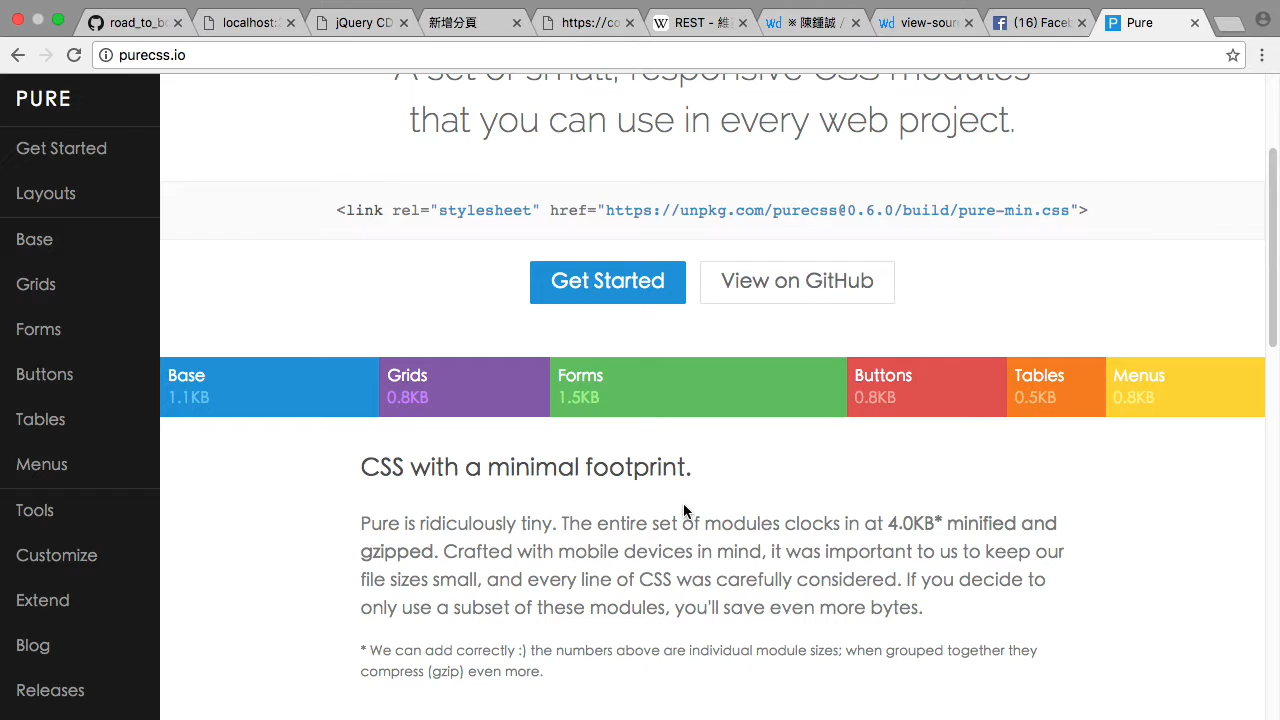 road_to_bo
localhost:
jQuery CD
新增分頁
https://co
REST - 維
※ 陳鍾誠 /
view-sour
(16) Faceb
Pure
purecss.io
PURE
Get Started
Layouts
Base
Grids
Forms
Buttons
Tables
Menus
Tools
Customize
Extend
Blog
Releases
A set of small, responsive CSS modules
that you can use in every web project.
<link rel="stylesheet" href="https://unpkg.com/purecss@0.6.0/build/pure-min.css">
Get Started
View on GitHub
Base
1.1KB
Grids
0.8KB
Forms
1.5KB
Buttons
0.8KB
Tables
0.5KB
Menus
0.8KB
CSS with a minimal footprint.
Pure is ridiculously tiny. The entire set of modules clocks in at 4.0KB* minified and
gzipped. Crafted with mobile devices in mind, it was important to us to keep our
file sizes small, and every line of CSS was carefully considered. If you decide to
only use a subset of these modules, you'll save even more bytes.
* We can add correctly :) the numbers above are individual module sizes; when grouped together they
compress (gzip) even more.